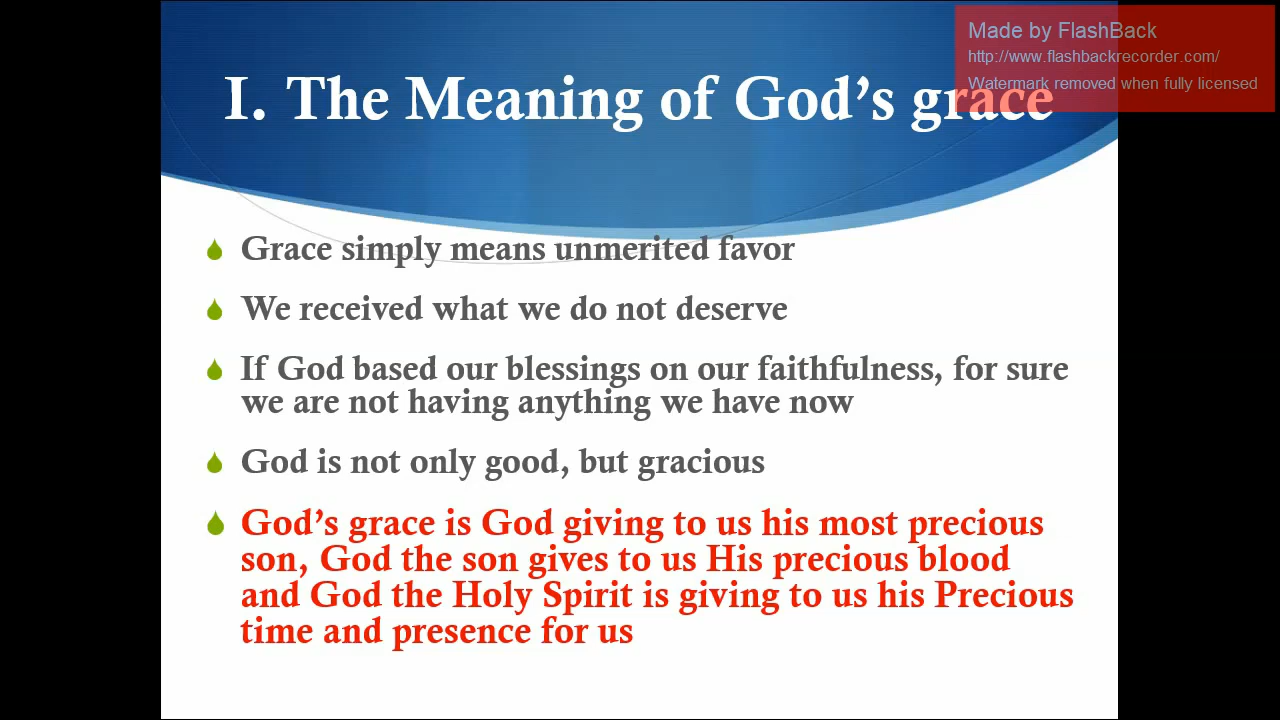 Made by FlashBack
http://www.flashbackrecorder.com/
Watermark removed when fully licensed
I. The Meaning of God’s grace
Grace simply means unmerited favor
We received what we do not deserve
If God based our blessings on our faithfulness, for sure
we are not having anything we have now
God is not only good, but gracious
God’s grace is God giving to us his most precious
son, God the son gives to us His precious blood
and God the Holy Spirit is giving to us his Precious
time and presence for us